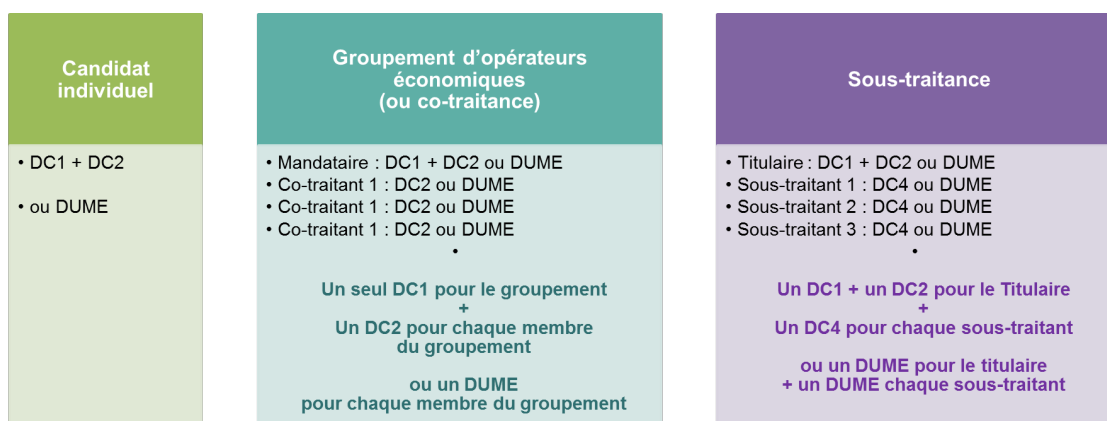 Candidat
individuel
• DC1 + DC2
• ou DUME
Groupement d'opérateurs
économiques
(ou co-traitance)
• Mandataire : DC1 + DC2 ou DUME
• Co-traitant 1 : DC2 ou DUME
• Co-traitant 1 : DC2 ou DUME
• Co-traitant 1 : DC2 ou DUME
•
Un seul DC1 pour le groupement
+
Un DC2 pour chaque membre
du groupement
ou un DUME
pour chaque membre du groupement
Sous-traitance
• Titulaire : DC1 + DC2 ou DUME
• Sous-traitant 1 : DC4 ou DUME
• Sous-traitant 2 : DC4 ou DUME
• Sous-traitant 3 : DC4 ou DUME
•
Un DC1 + un DC2 pour le Titulaire
+
Un DC4 pour chaque sous-traitant
ou un DUME pour le titulaire
+ un DUME chaque sous-traitant